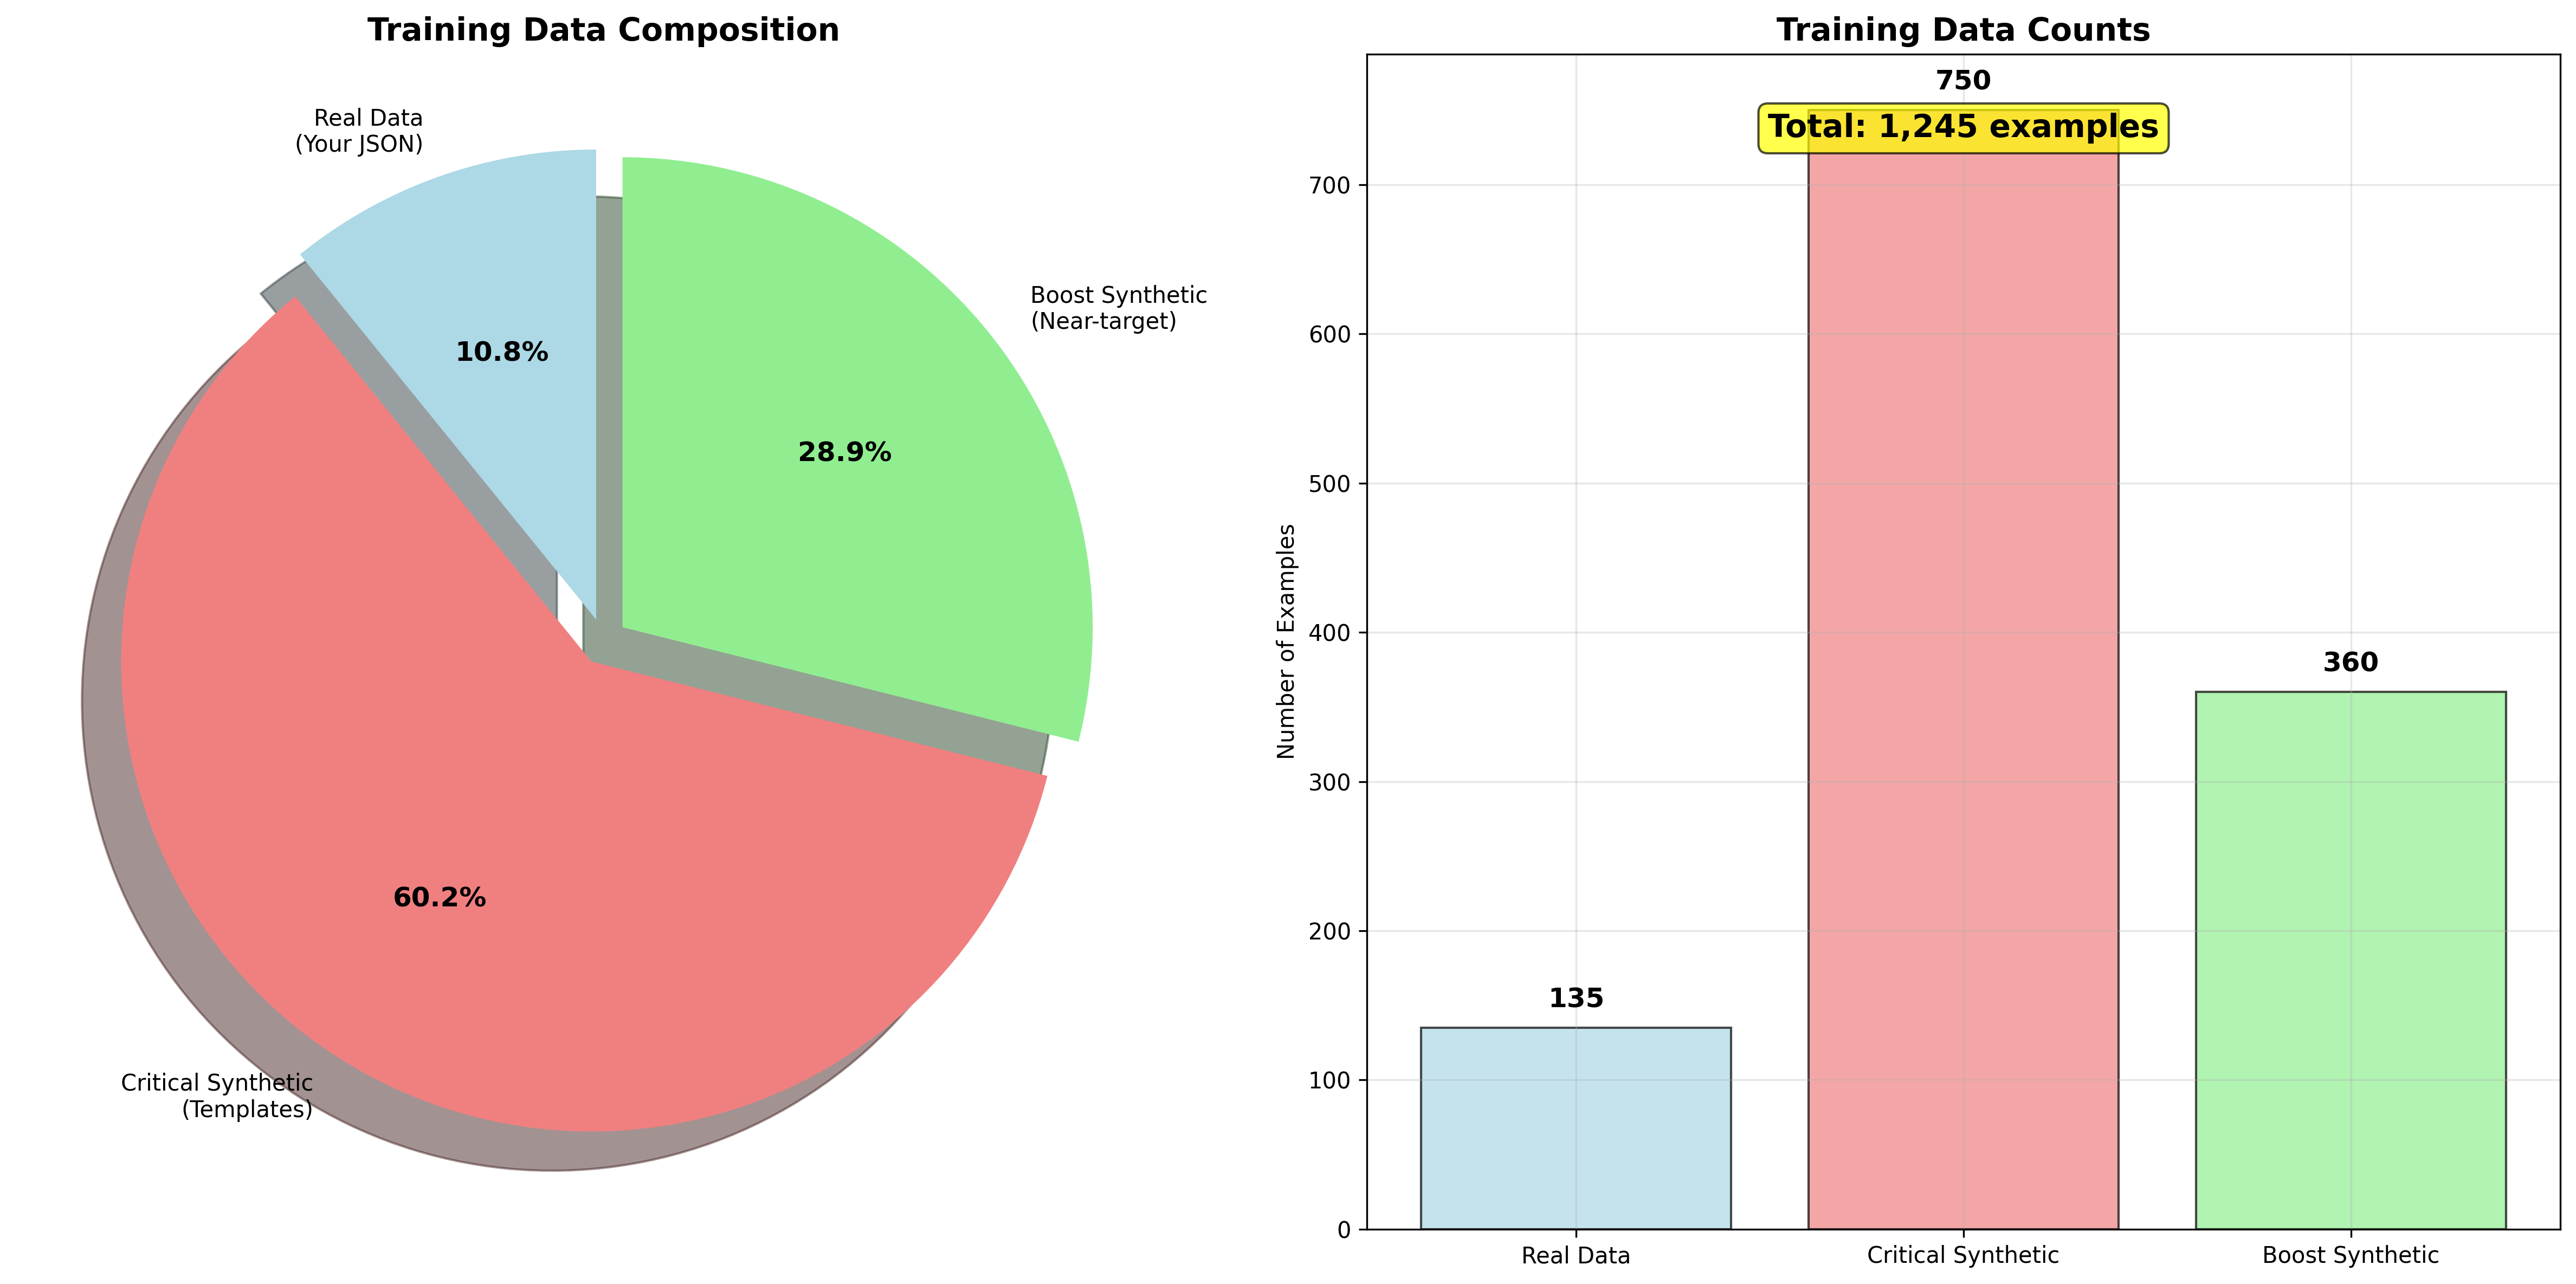 Training Data Composition
Real Data
(Your JSON)
Boost Synthetic
(Near-target)
10.8%
28.9%
60.2%
Critical Synthetic
(Templates)
Training Data Counts
750
Total: 1,245 examples
Number of Examples
700
600
500
400
300
200
100
0
135
360
Real Data
Critical Synthetic
Boost Synthetic